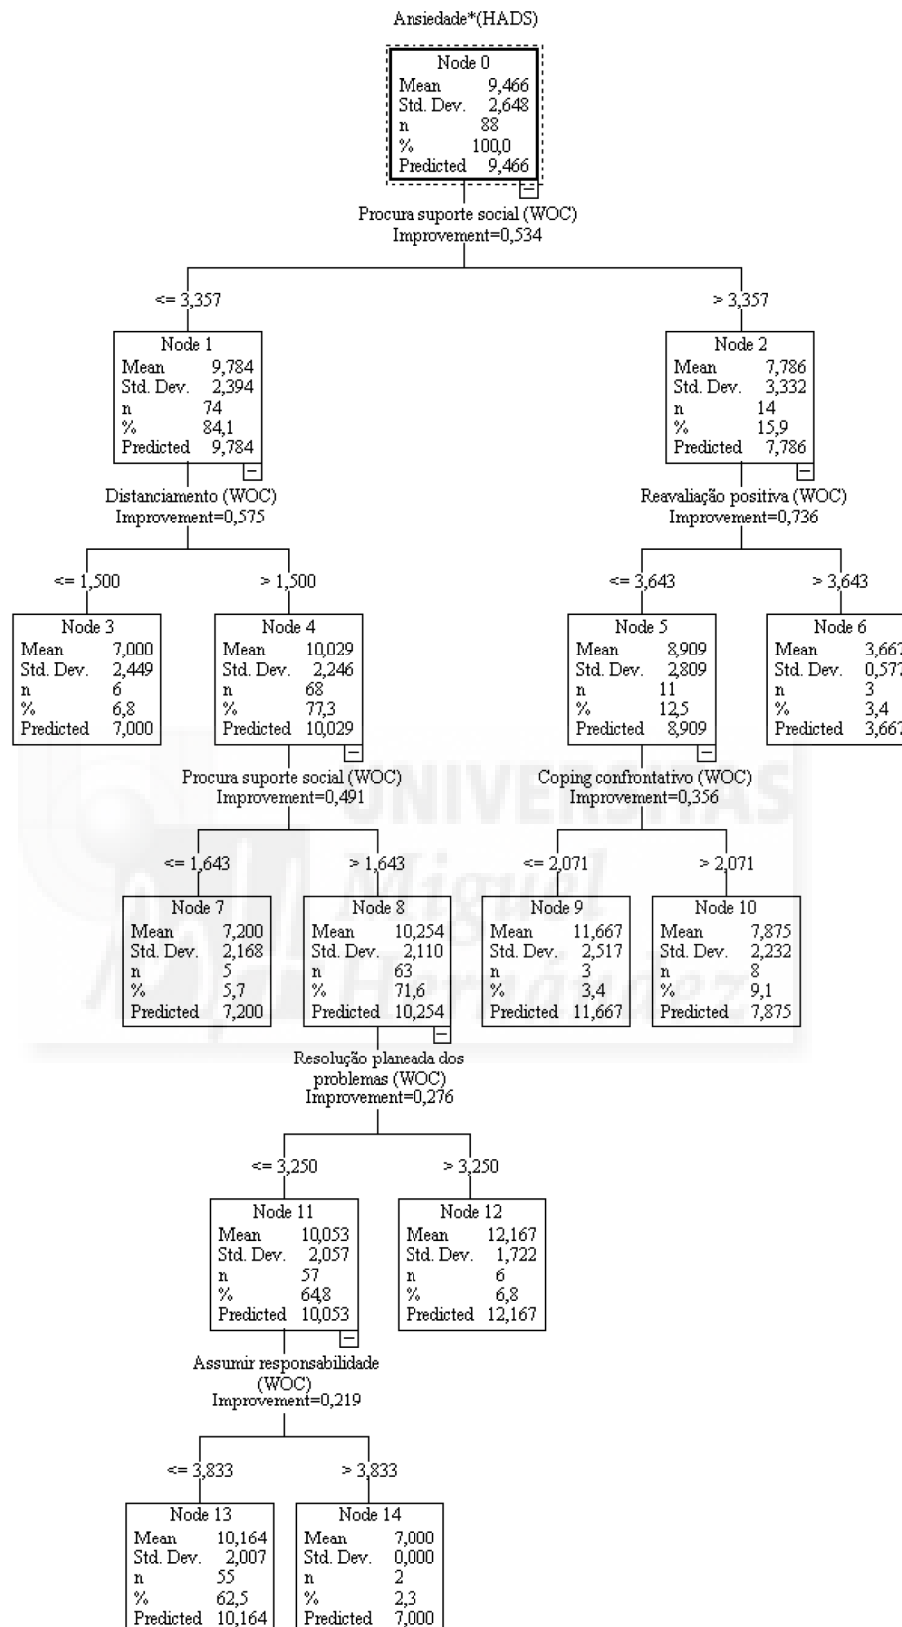 Ansiedade*(HADS)
Node 0
Mean 9,466
Std. Dev. 2,648
n 88
% 100,0
Predicted 9,466
Procura suporte social (WOC)
Improvement=0,534
<= 3,357
> 3,357
Node 1
Mean 9,784
Std. Dev. 2,394
n 74
% 84,1
Predicted 9,784
Node 2
Mean 7,786
Std. Dev. 3,332
n 14
% 15,9
Predicted 7,786
Distanciamento (WOC)
Improvement=0,575
Reavaliação positiva (WOC)
Improvement=0,736
<= 1,500
> 1,500
<= 3,643
> 3,643
Node 3
Mean 7,000
Std. Dev. 2,449
n 6
% 6,8
Predicted 7,000
Node 4
Mean 10,029
Std. Dev. 2,246
n 68
% 77,3
Predicted 10,029
Node 5
Mean 8,909
Std. Dev. 2,809
n 11
% 12,5
Predicted 8,909
Node 6
Mean 3,667
Std. Dev. 0,577
n 3
% 3,4
Predicted 3,667
Procura suporte social (WOC)
Improvement=0,491
Coping confrontativo (WOC)
Improvement=0,356
UNIVERSITAS
Miguel
Hernández
<= 1,643
> 1,643
<= 2,071
> 2,071
Node 7
Mean 7,200
Std. Dev. 2,168
n 5
% 5,7
Predicted 7,200
Node 8
Mean 10,254
Std. Dev. 2,110
n 63
% 71,6
Predicted 10,254
Node 9
Mean 11,667
Std. Dev. 2,517
n 3
% 3,4
Predicted 11,667
Node 10
Mean 7,875
Std. Dev. 2,232
n 8
% 9,1
Predicted 7,875
Resolução planeada dos
problemas (WOC)
Improvement=0,276
<= 3,250
> 3,250
Node 11
Mean 10,053
Std. Dev. 2,057
n 57
% 64,8
Predicted 10,053
Node 12
Mean 12,167
Std. Dev. 1,722
n 6
% 6,8
Predicted 12,167
Assumir responsabilidade
(WOC)
Improvement=0,219
<= 3,833
> 3,833
Node 13
Mean 10,164
Std. Dev. 2,007
n 55
% 62,5
Predicted 10,164
Node 14
Mean 7,000
Std. Dev. 0,000
n 2
% 2,3
Predicted 7,000